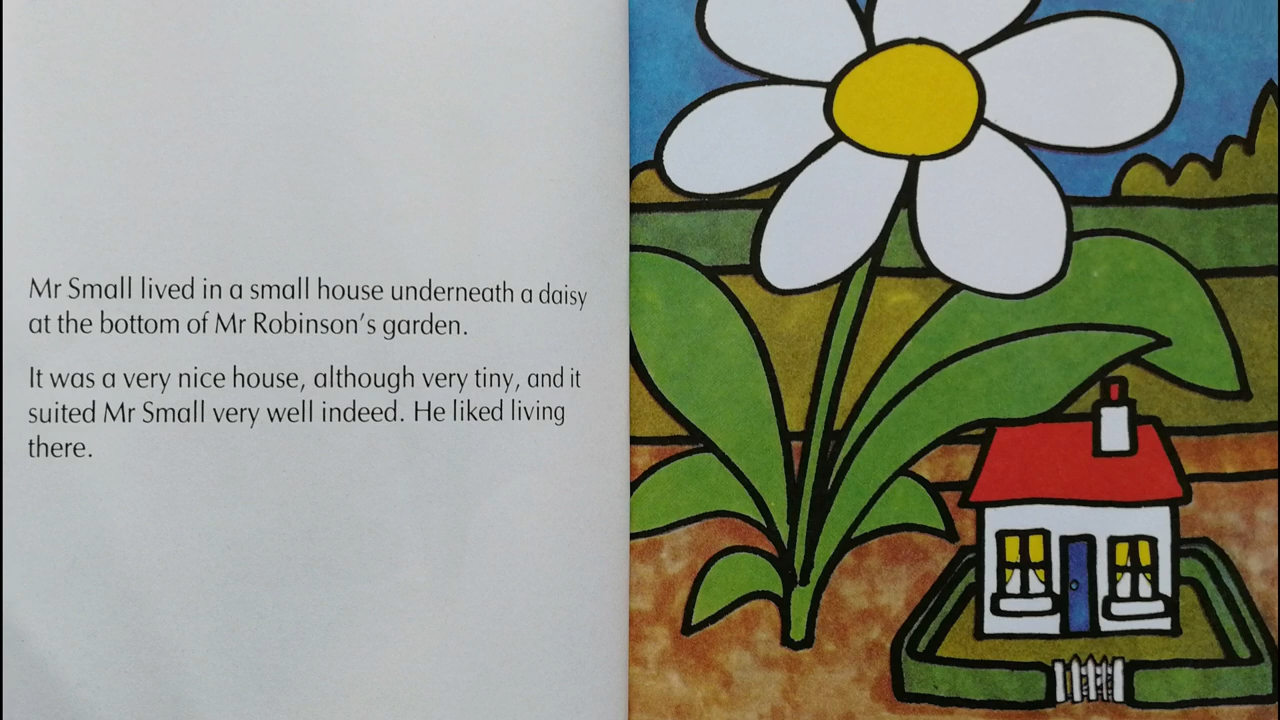 Mr Small lived in a small house underneath a daisy
at the bottom of Mr Robinson's garden.
It was a very nice house, although very tiny, and it
suited Mr Small very well indeed. He liked living
there.